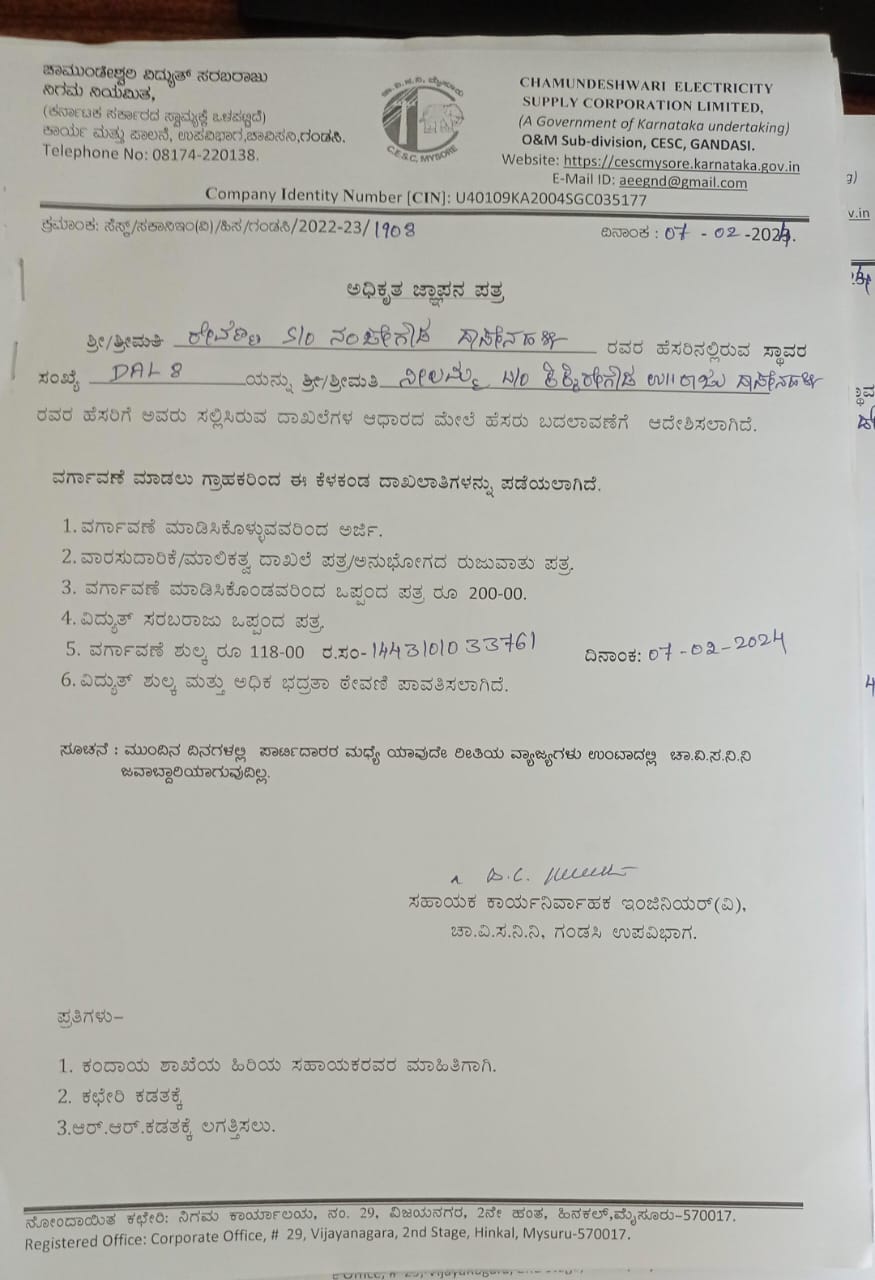 ಚಾಮುಂಡೇಶ್ವರಿ ವಿದ್ಯುತ್ ಸರಬರಾಜು
ನಿಗಮ ನಿಯಮಿತ,
(ಕರ್ನಾಟಕ ಸರ್ಕಾರದ ಸ್ವಾಮ್ಯಕ್ಕೆ ಒಳಪಟ್ಟಿದೆ)
ಕಾರ್ಯ ಮತ್ತು ಪಾಲನೆ, ಉಪವಿಭಾಗ,ಚಾವಿಸನಿ,ಗಂಡಸಿ.
Telephone No: 08174-220138.
C.E.S.C, MYSORE
CHAMUNDESHWARI ELECTRICITY
SUPPLY CORPORATION LIMITED,
(A Government of Karnataka undertaking)
O&M Sub-division, CESC, GANDASI.
Website: https://cescmysore.karnataka.gov.in
E-Mail ID: aeegnd@gmail.com
Company Identity Number [CIN]: U40109KA2004SGC035177
ಕ್ರಮಾಂಕ: ಸೆಸ್ಕ್/ಸಕಾನಿಇಂ(ವಿ)/ಹಿಸ/ಗಂಡಸಿ/2022-23/1908 ದಿನಾಂಕ : 07-02-2024.
ಅಧಿಕೃತ ಜ್ಞಾಪನ ಪತ್ರ
ಶ್ರೀ/ಶ್ರೀಮತಿ ರೇವಣ್ಣ S/o ನಂಜೇಗೌಡ ರವರ ಹೆಸರಿನಲ್ಲಿರುವ ಸ್ಥಾವರ
ಸಂಖ್ಯೆ DAL 8 ಯನ್ನು ಶ್ರೀ/ಶ್ರೀಮತಿ ನೀಲಮ್ಮ W/o
ರವರ ಹೆಸರಿಗೆ ಅವರು ಸಲ್ಲಿಸಿರುವ ದಾಖಲೆಗಳ ಆಧಾರದ ಮೇಲೆ ಹೆಸರು ಬದಲಾವಣೆಗೆ ಆದೇಶಿಸಲಾಗಿದೆ.
ವರ್ಗಾವಣೆ ಮಾಡಲು ಗ್ರಾಹಕರಿಂದ ಈ ಕೆಳಕಂಡ ದಾಖಲಾತಿಗಳನ್ನು ಪಡೆಯಲಾಗಿದೆ.
1. ವರ್ಗಾವಣೆ ಮಾಡಿಸಿಕೊಳ್ಳುವವರಿಂದ ಅರ್ಜಿ.
2. ವಾರಸುದಾರಿಕೆ/ಮಾಲಿಕತ್ವ ದಾಖಲೆ ಪತ್ರ/ಅನುಭೋಗದ ರುಜುವಾತು ಪತ್ರ.
3. ವರ್ಗಾವಣೆ ಮಾಡಿಸಿಕೊಂಡವರಿಂದ ಒಪ್ಪಂದ ಪತ್ರ ರೂ 200-00.
4. ವಿದ್ಯುತ್ ಸರಬರಾಜು ಒಪ್ಪಂದ ಪತ್ರ.
5. ವರ್ಗಾವಣೆ ಶುಲ್ಕ ರೂ 118-00 ರ.ಸಂ-1443101033761 ದಿನಾಂಕ: 07-02-2024
6. ವಿದ್ಯುತ್ ಶುಲ್ಕ ಮತ್ತು ಅಧಿಕ ಭದ್ರತಾ ಠೇವಣಿ ಪಾವತಿಸಲಾಗಿದೆ.
ಸೂಚನೆ : ಮುಂದಿನ ದಿನಗಳಲ್ಲಿ ಪಾರ್ಟಿದಾರರ ಮಧ್ಯೆ ಯಾವುದೇ ರೀತಿಯ ವ್ಯಾಜ್ಯಗಳು ಉಂಟಾದಲ್ಲಿ ಚಾ.ವಿ.ಸ.ನಿ.ನಿ
ಜವಾಬ್ದಾರಿಯಾಗುವುದಿಲ್ಲ.
ಸಹಾಯಕ ಕಾರ್ಯನಿರ್ವಾಹಕ ಇಂಜಿನಿಯರ್(ವಿ),
ಚಾ.ವಿ.ಸ.ನಿ.ನಿ, ಗಂಡಸಿ ಉಪವಿಭಾಗ.
ಪ್ರತಿಗಳು–
1. ಕಂದಾಯ ಶಾಖೆಯ ಹಿರಿಯ ಸಹಾಯಕರವರ ಮಾಹಿತಿಗಾಗಿ.
2. ಕಛೇರಿ ಕಡತಕ್ಕೆ
3.ಆರ್.ಆರ್.ಕಡತಕ್ಕೆ ಲಗತ್ತಿಸಲು.
ನೋಂದಾಯಿತ ಕಛೇರಿ: ನಿಗಮ ಕಾರ್ಯಾಲಯ, ನಂ. 29, ವಿಜಯನಗರ, 2ನೇ ಹಂತ, ಹಿನಕಲ್,ಮೈಸೂರು–570017.
Registered Office: Corporate Office, # 29, Vijayanagara, 2nd Stage, Hinkal, Mysuru-570017.